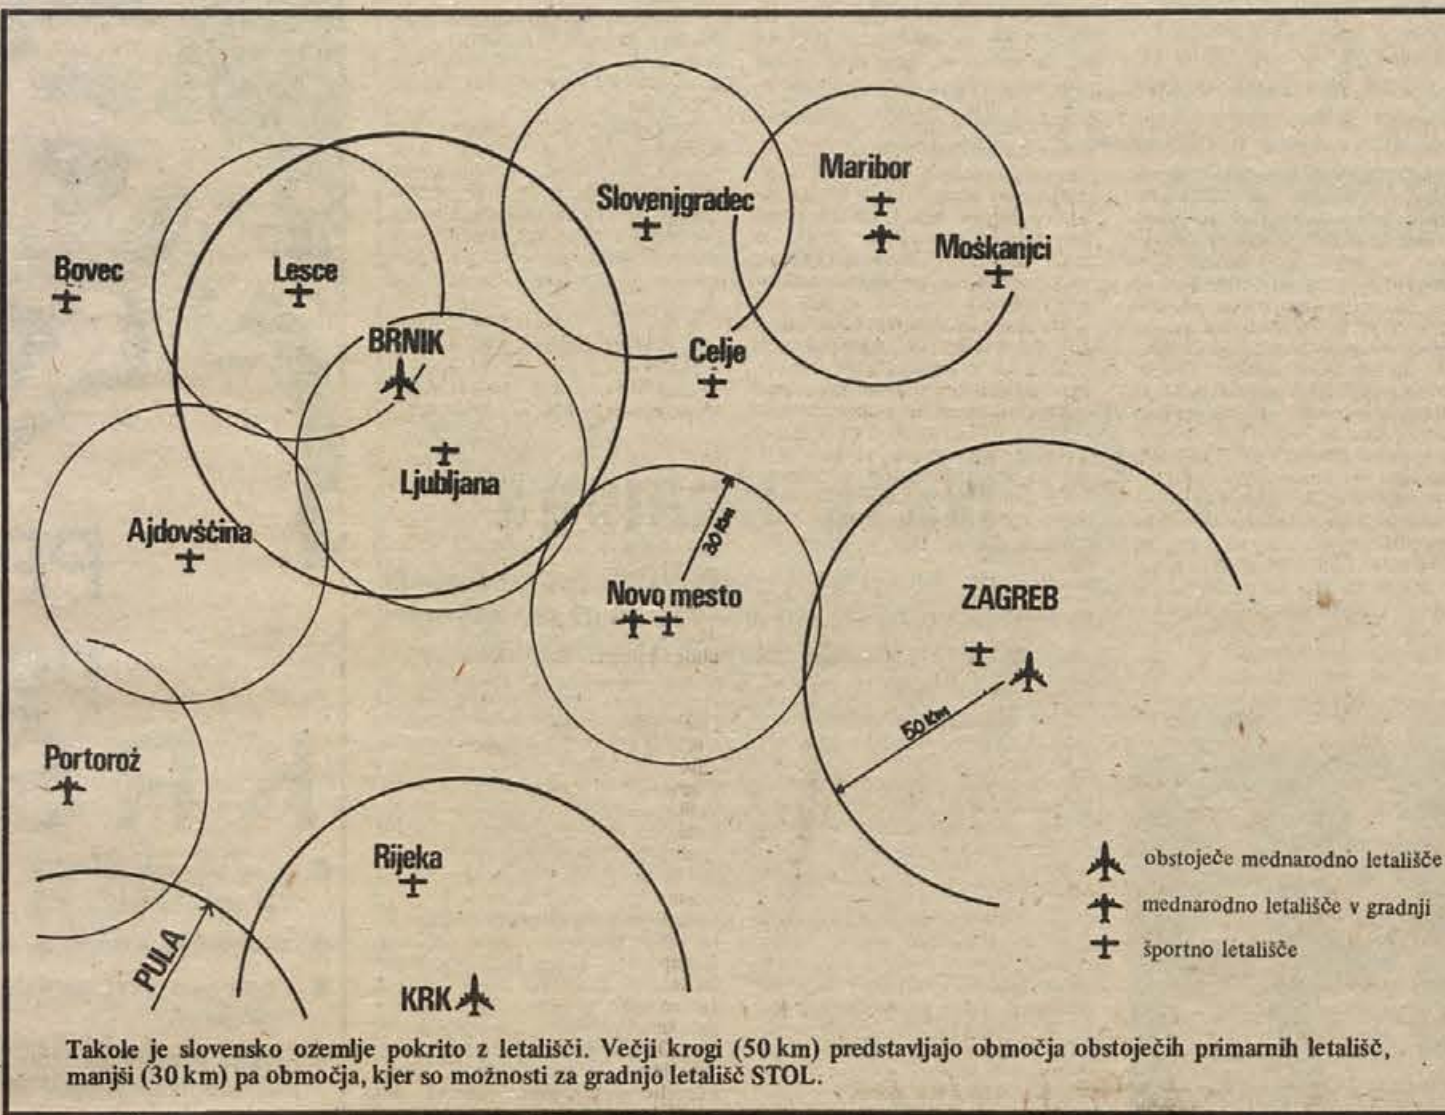 Maribor
Slovenjgradec
Moškanjci
Bovec
Lesce
BRNIK
Celje
Ljubljana
Ajdovščina
30 Km
Novo mesto
ZAGREB
50 Km
Portorož
Rijeka
PULA
KRK
obstoječe mednarodno letališče
mednarodno letališče v gradnji
športno letališče
Takole je slovensko ozemlje pokrito z letališči. Večji krogi (50 km) predstavljajo območja obstoječih primarnih letališč,
manjši (30 km) pa območja, kjer so možnosti za gradnjo letališč STOL.